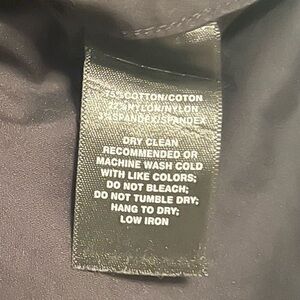 75%COTTON/COTON
22%NYLON/NYLON
3%SPANDEX/SPANDEX
DRY CLEAN
RECOMMENDED OR
MACHINE WASH COLD
WITH LIKE COLORS;
DO NOT BLEACH;
DO NOT TUMBLE DRY;
HANG TO DRY;
LOW IRON